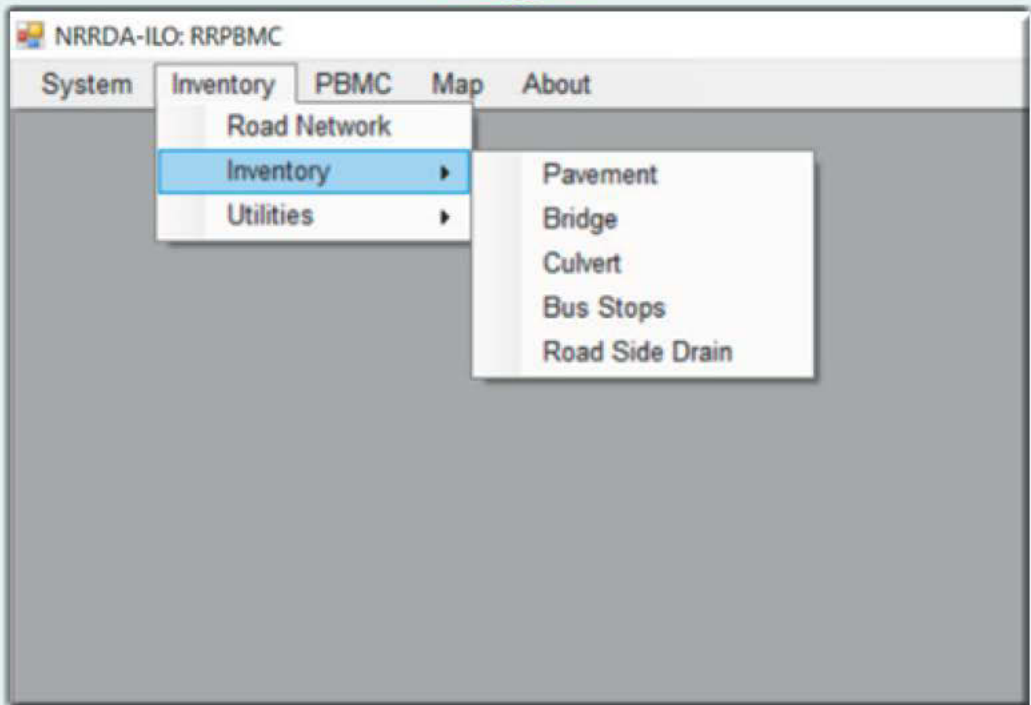 NRRDA-ILO: RRPBMC
System Inventory PBMC Map About
Road Network
Inventory
Utilities
Pavement
Bridge
Culvert
Bus Stops
Road Side Drain